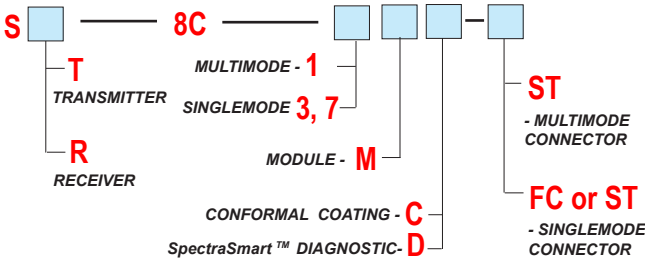 S 8C
T
TRANSMITTER
R
RECEIVER
MULTIMODE - 1
SINGLEMODE 3, 7
MODULE - M
CONFORMAL COATING - C
SpectraSmart™ DIAGNOSTIC- D
ST
- MULTIMODE
CONNECTOR
FC or ST
- SINGLEMODE
CONNECTOR